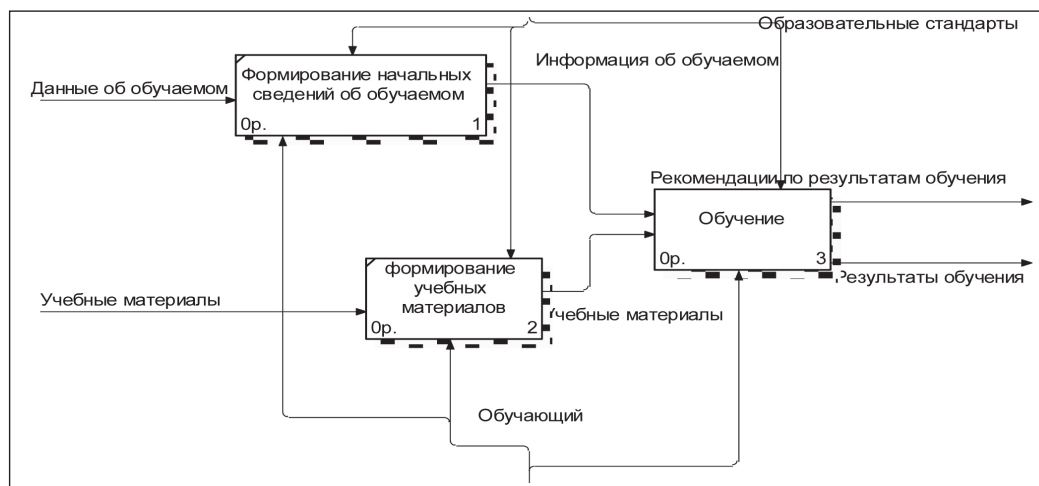 Образовательные стандарты
Формирование начальных
сведений об обучаемом
0р.
1
Информация об обучаемом
Данные об обучаемом
Рекомендации по результатам обучения
Обучение
0р.
3
Результаты обучения
формирование
учебных
материалов
0р.
2
Учебные материалы
Учебные материалы
Обучающий